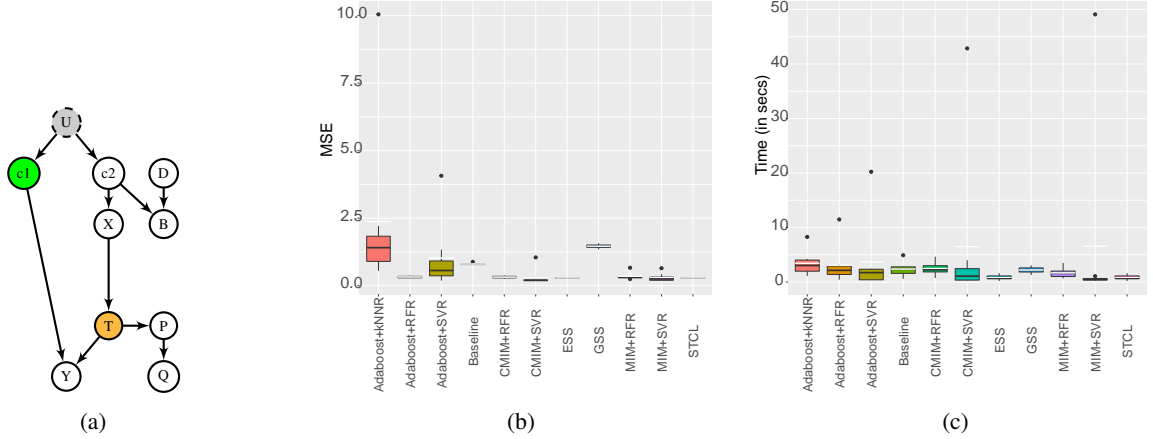 U
c1
c2
D
X
B
T
P
Y
Q
(a)
MSE
10.0
7.5
5.0
2.5
0.0
Adaboost+kNNR
Adaboost+RFR
Adaboost+SVR
Baseline
CMIM+RFR
CMIM+SVR
ESS
GSS
MIM+RFR
MIM+SVR
STCL
(b)
Time (in secs)
50
40
30
20
10
0
Adaboost+kNNR
Adaboost+RFR
Adaboost+SVR
Baseline
CMIM+RFR
CMIM+SVR
ESS
GSS
MIM+RFR
MIM+SVR
STCL
(c)